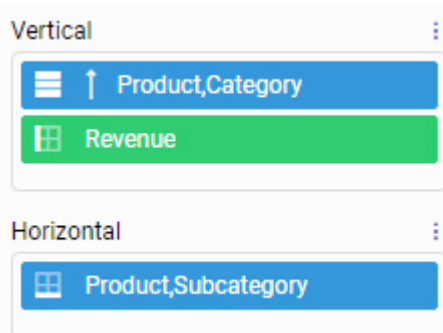 Vertical
Product,Category
Revenue
Horizontal
Product,Subcategory